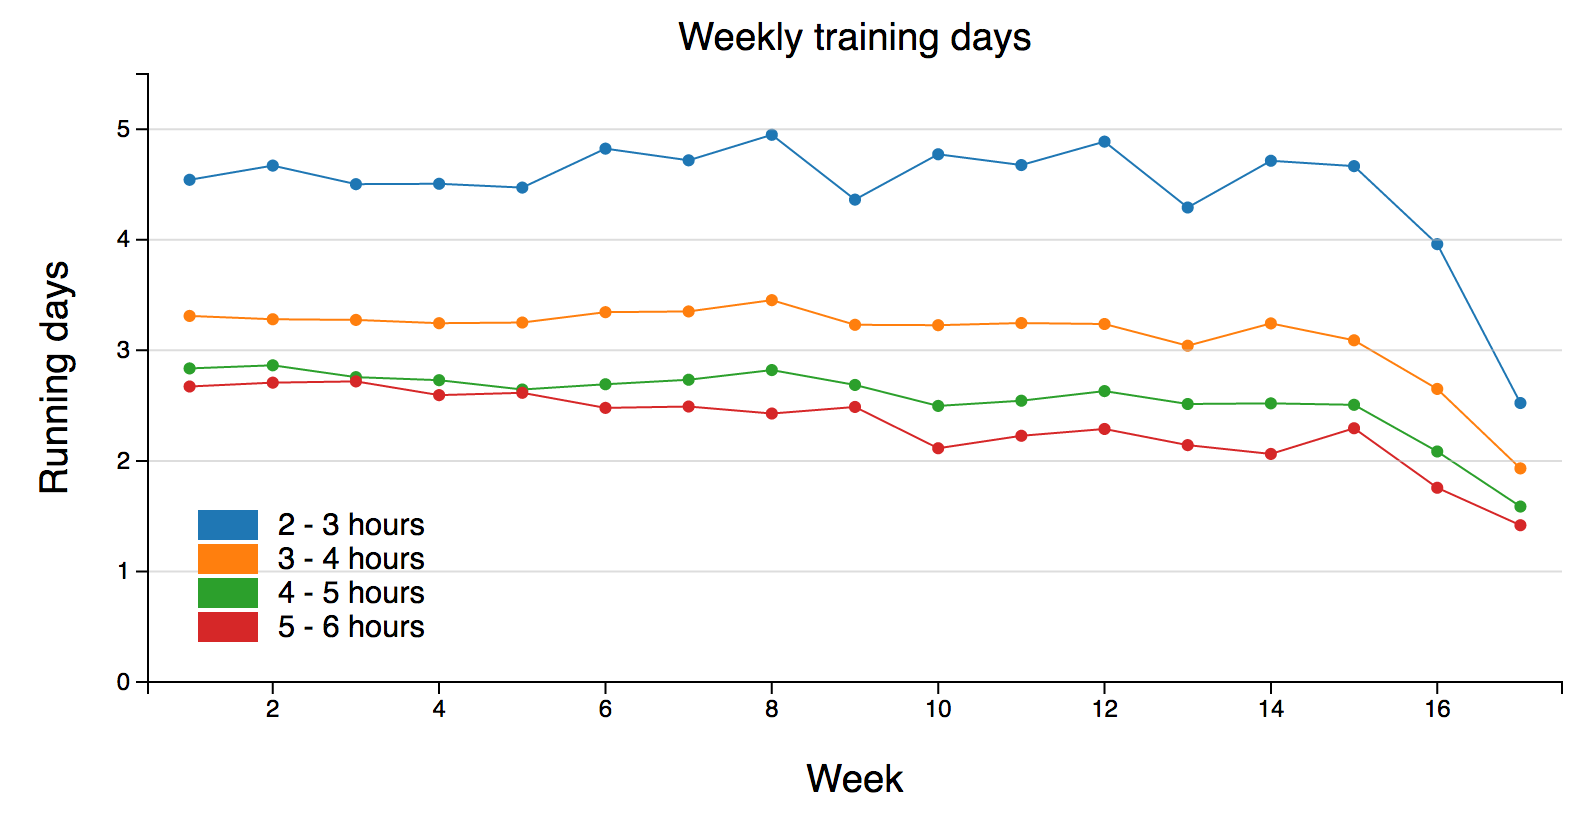 Weekly training days
5
4
3
2
1
0
Running days
2 - 3 hours
3 - 4 hours
4 - 5 hours
5 - 6 hours
2 4 6 8 10 12 14 16
Week